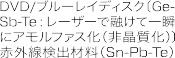 DVD/ブルーレイディスク（Ge-
Sb-Te：レーザーで融けて一瞬
にアモルファス化（非晶質化））
赤外線検出材料（Sn-Pb-Te）